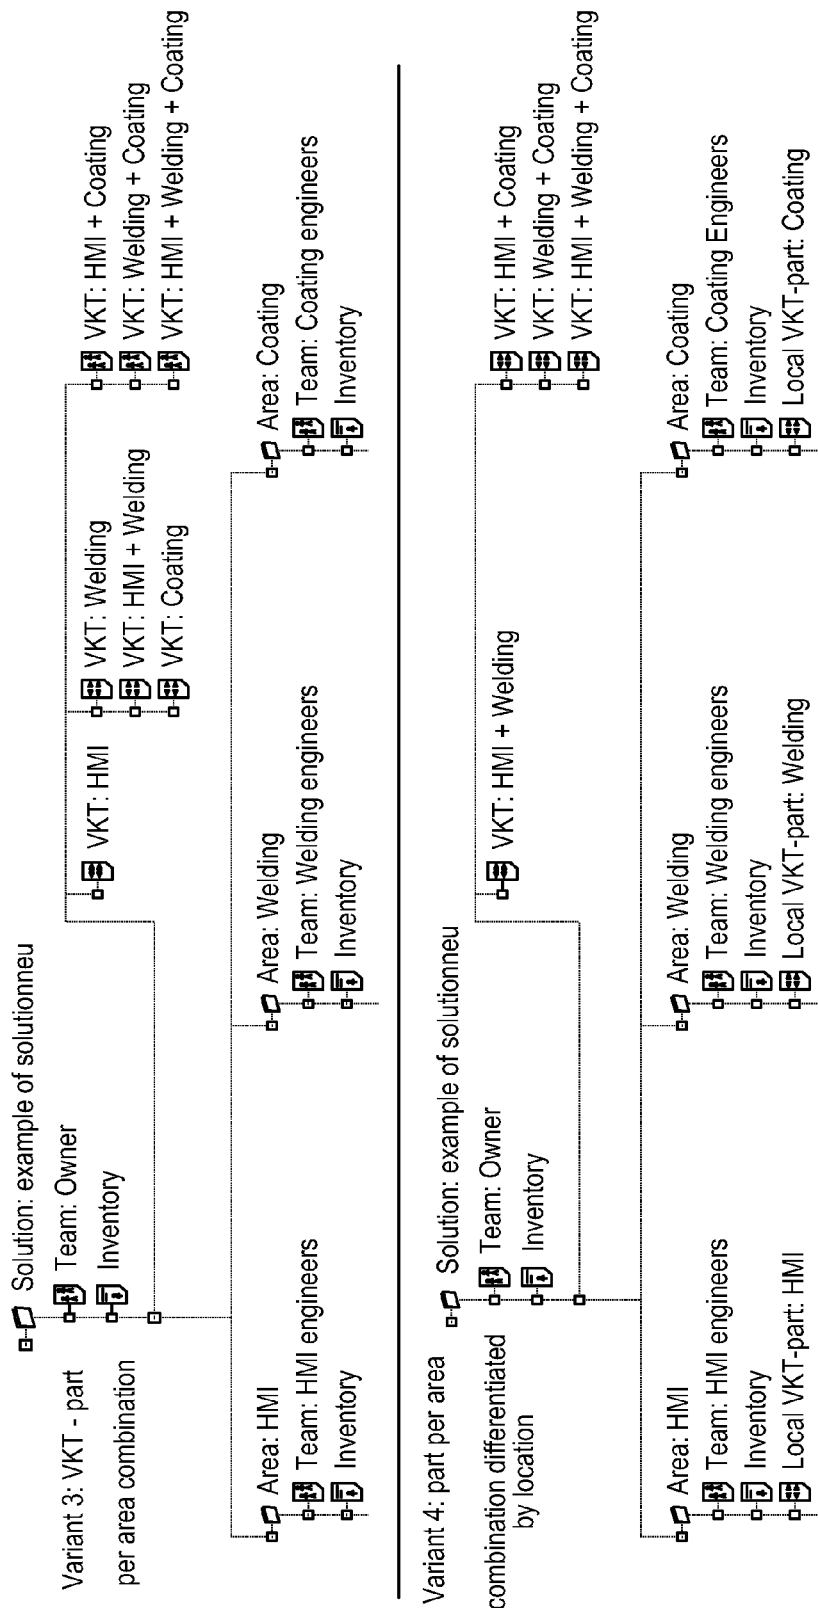 Variant 3: VKT - part
per area combination
Solution: example of solutionneu
Team: Owner
Inventory
VKT: HMI
VKT: Welding
VKT: HMI + Welding
VKT: Coating
VKT: HMI + Coating
VKT: Welding + Coating
VKT: HMI + Welding + Coating
Area: HMI
Team: HMI engineers
Inventory
Area: Welding
Team: Welding engineers
Inventory
Area: Coating
Team: Coating engineers
Inventory
Variant 4: part per area
combination differentiated
by location
Solution: example of solutionneu
Team: Owner
Inventory
VKT: HMI + Welding
VKT: HMI + Coating
VKT: Welding + Coating
VKT: HMI + Welding + Coating
Area: HMI
Team: HMI engineers
Inventory
Local VKT-part: HMI
Area: Welding
Team: Welding engineers
Inventory
Local VKT-part: Welding
Area: Coating
Team: Coating Engineers
Inventory
Local VKT-part: Coating